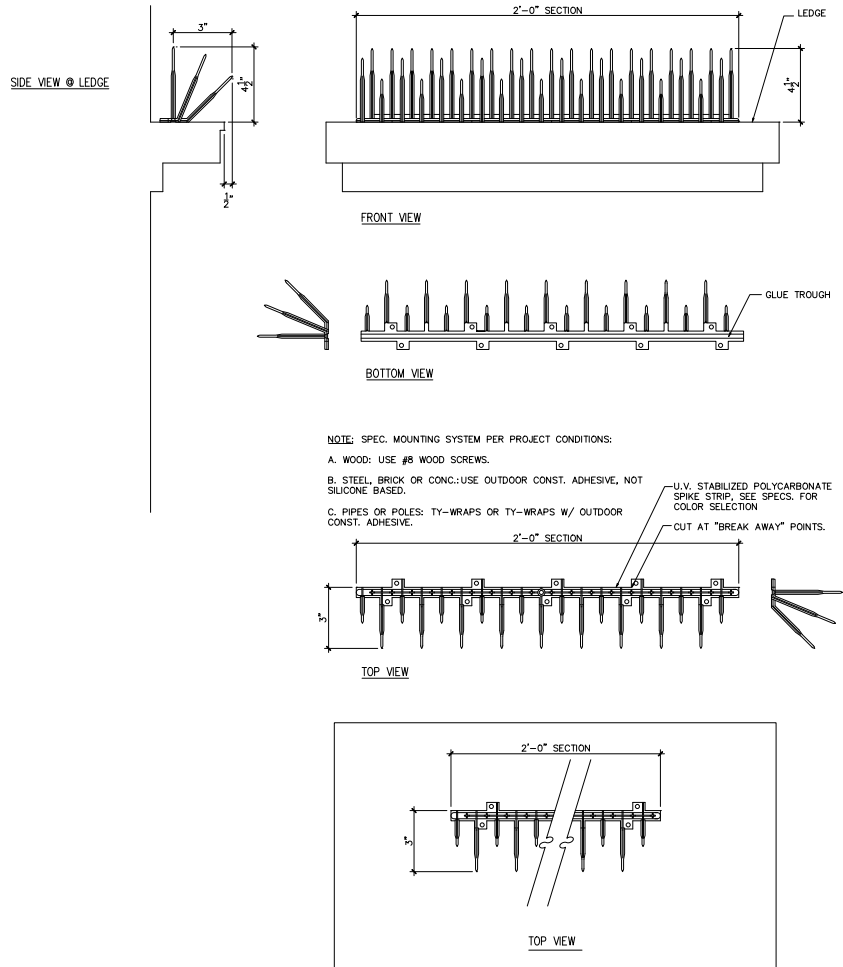 2'-0" SECTION
LEDGE
3"
SIDE VIEW @ LEDGE
4 1/2"
4 1/2"
1/2"
FRONT VIEW
GLUE TROUGH
BOTTOM VIEW
NOTE: SPEC. MOUNTING SYSTEM PER PROJECT CONDITIONS:
A. WOOD: USE #8 WOOD SCREWS.
B. STEEL, BRICK OR CONC.: USE OUTDOOR CONST. ADHESIVE, NOT
SILICONE BASED.
C. PIPES OR POLES: TY-WRAPS OR TY-WRAPS W/ OUTDOOR
CONST. ADHESIVE.
U.V. STABILIZED POLYCARBONATE
SPIKE STRIP, SEE SPECS. FOR
COLOR SELECTION
CUT AT "BREAK AWAY" POINTS.
2'-0" SECTION
3"
TOP VIEW
2'-0" SECTION
3"
TOP VIEW